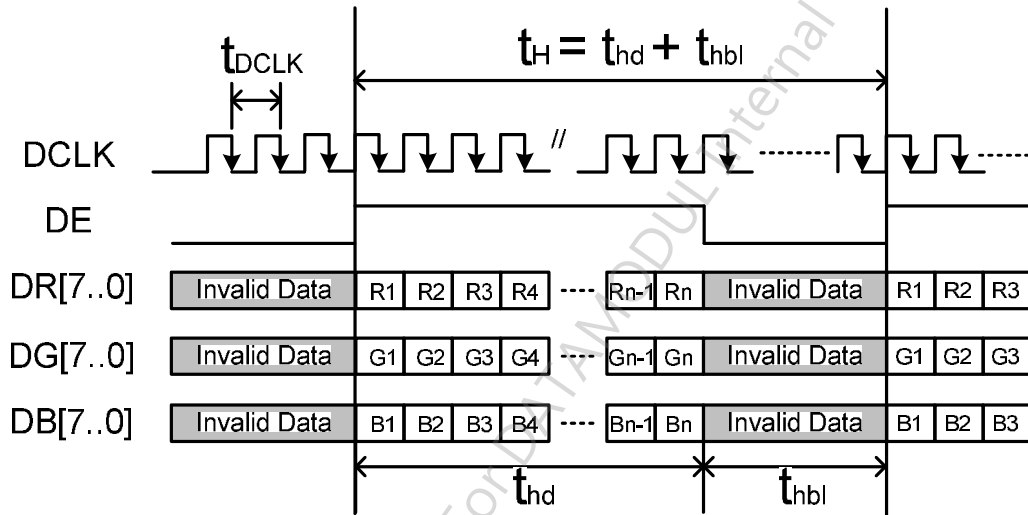 tDCLK
tH = thd + thbl
DCLK //
DE
DR[7..0] Invalid Data R1 R2 R3 R4 Rn-1 Rn Invalid Data R1 R2 R3
DG[7..0] Invalid Data G1 G2 G3 G4 Gn-1 Gn Invalid Data G1 G2 G3
DB[7..0] Invalid Data B1 B2 B3 B4 Bn-1 Bn Invalid Data B1 B2 B3
thd thbl
For DATAMODUL Internal